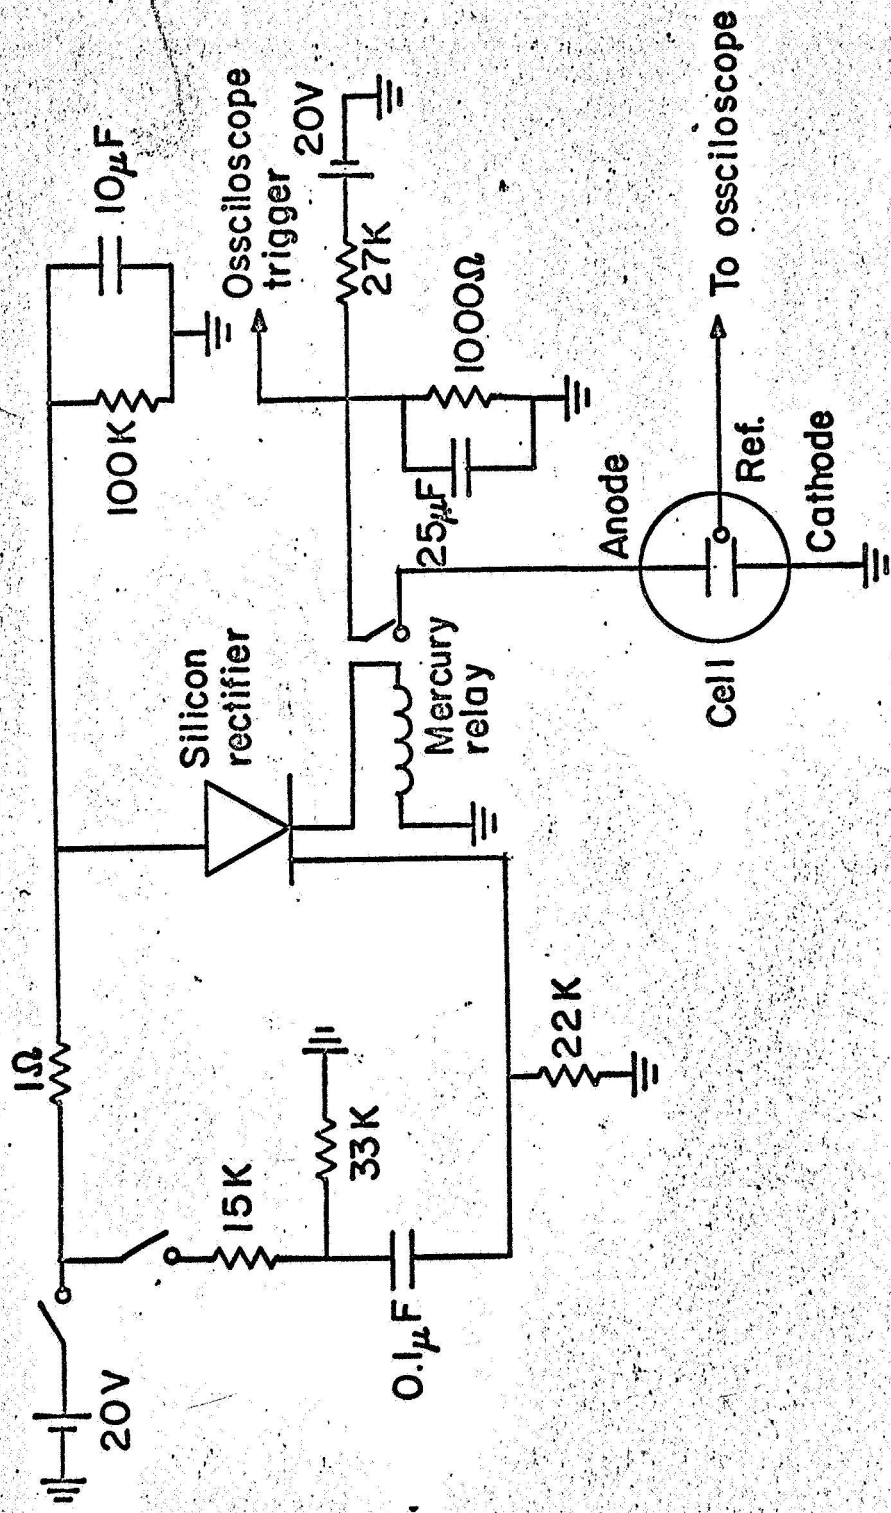 10μF
Ossciloscope
trigger
20V
27K
100K
1000Ω
25μF
To ossciloscope
Silicon
rectifier
Mercury
relay
Anode
Ref.
Cathode
Cell
1Ω
15K
33K
22K
20V
0.1μF